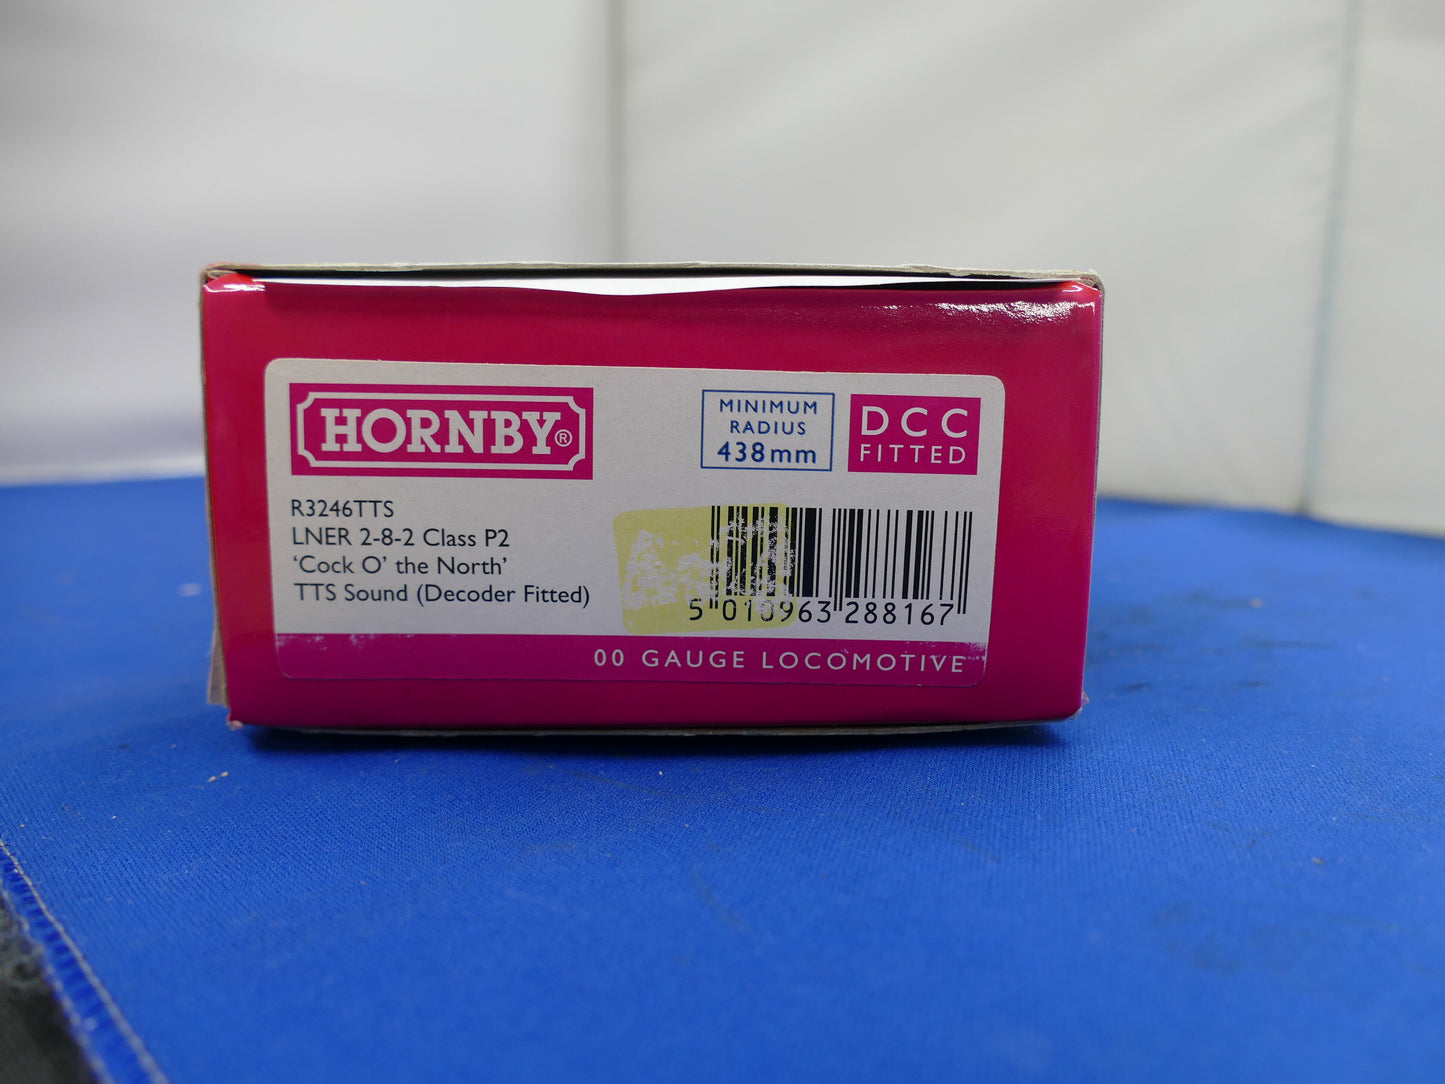 HORNBY®
MINIMUM
RADIUS
438mm
DCC
FITTED
R3246TTS
LNER 2-8-2 Class P2
‘Cock O’ the North’
TTS Sound (Decoder Fitted)
5 010963 288167
00 GAUGE LOCOMOTIVE